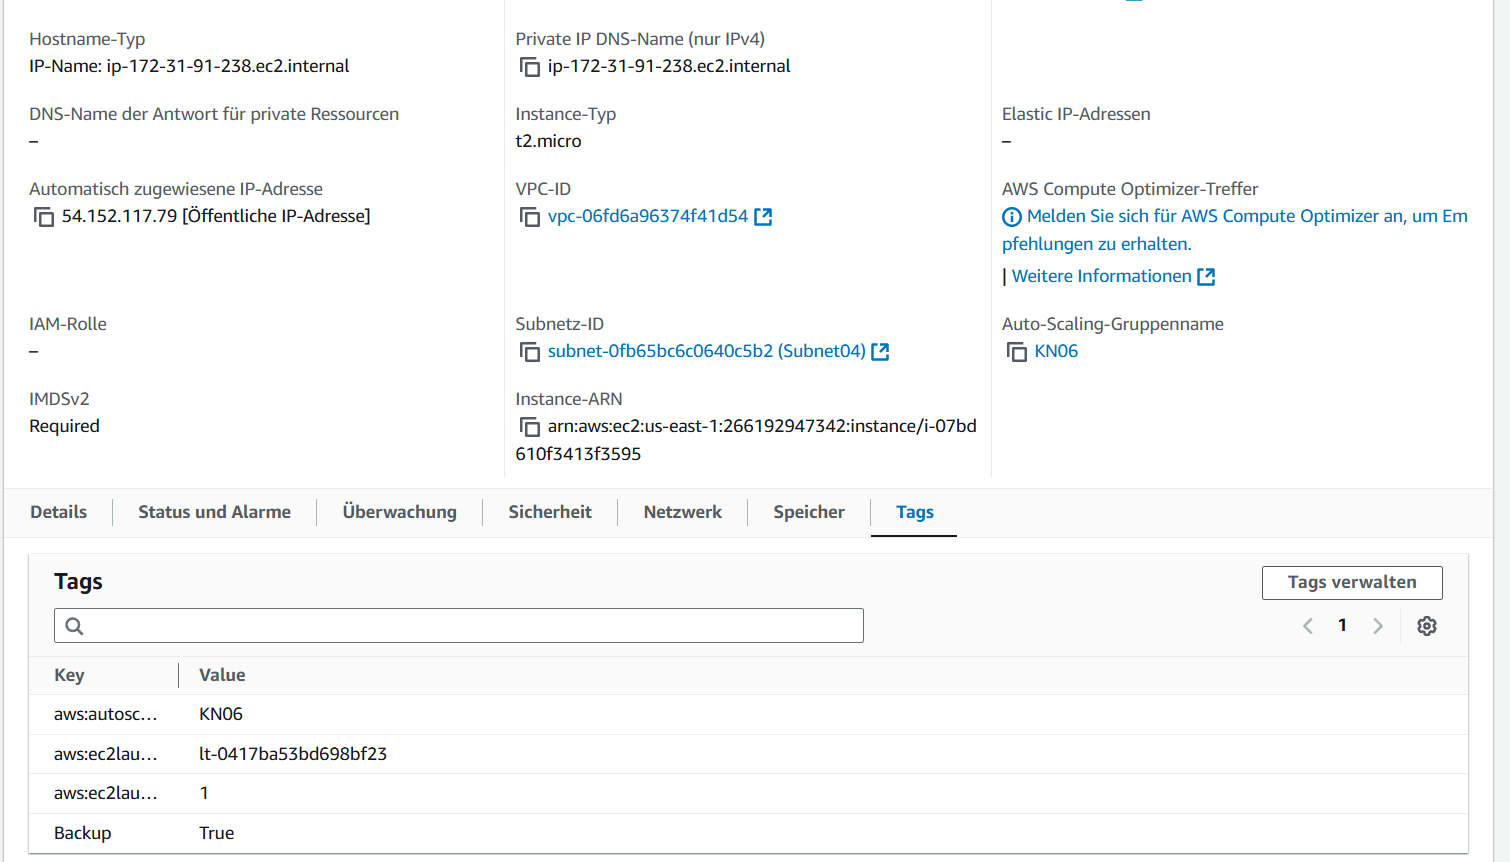 Hostname-Typ
IP-Name: ip-172-31-91-238.ec2.internal
Private IP DNS-Name (nur IPv4)
ip-172-31-91-238.ec2.internal
DNS-Name der Antwort für private Ressourcen
–
Instance-Typ
t2.micro
Elastic IP-Adressen
–
Automatisch zugewiesene IP-Adresse
54.152.117.79 [Öffentliche IP-Adresse]
VPC-ID
vpc-06fd6a96374f41d54
AWS Compute Optimizer-Treffer
Melden Sie sich für AWS Compute Optimizer an, um Em
pfehlungen zu erhalten.
| Weitere Informationen
IAM-Rolle
–
Subnetz-ID
subnet-0fb65bc6c0640c5b2 (Subnet04)
Auto-Scaling-Gruppenname
KN06
IMDSv2
Required
Instance-ARN
arn:aws:ec2:us-east-1:266192947342:instance/i-07bd
610f3413f3595
Details Status und Alarme Überwachung Sicherheit Netzwerk Speicher Tags
Tags
Tags verwalten
1
Key Value
aws:autosc... KN06
aws:ec2lau... lt-0417ba53bd698bf23
aws:ec2lau... 1
Backup True